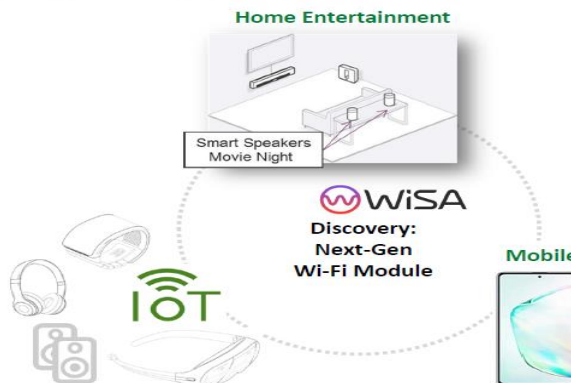 Home Entertainment
Smart Speakers
Movie Night
WiSA
Discovery:
Next-Gen
Wi-Fi Module
Mobile
IoT